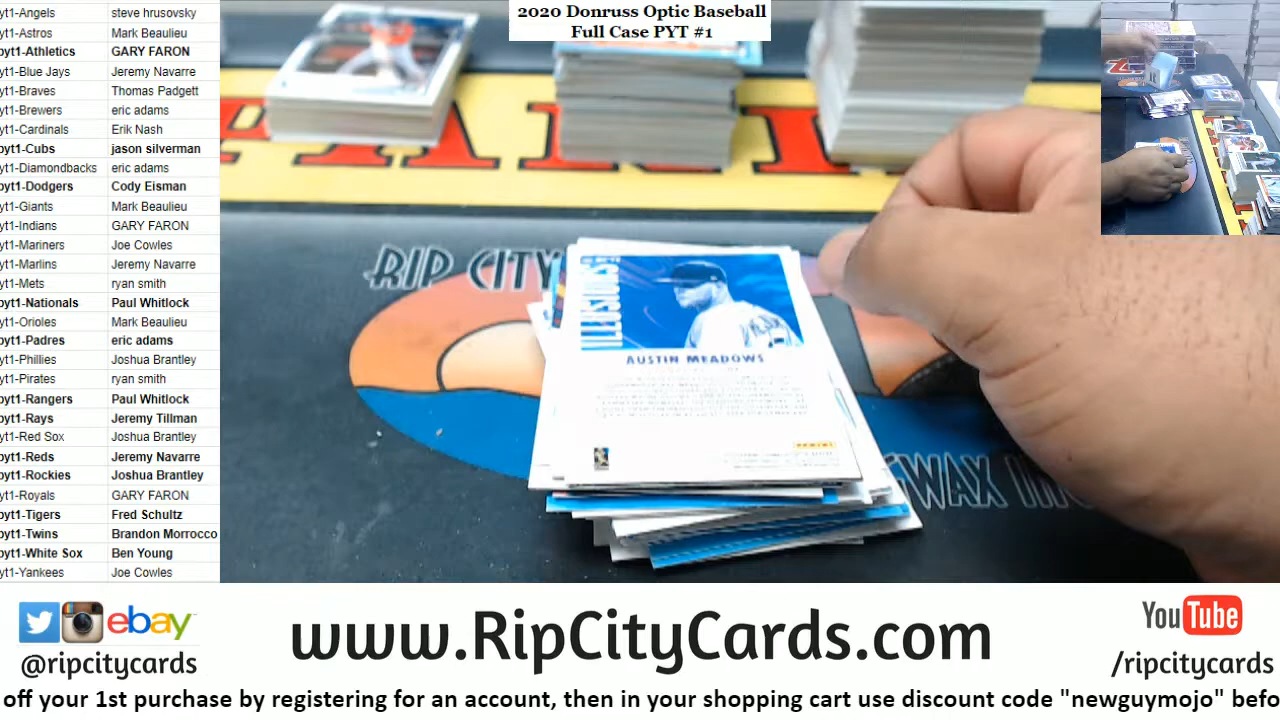 2020 Donruss Optic Baseball
Full Case PYT #1
yt1-Angels steve hrusovsky
yt1-Astros Mark Beaulieu
pyt1-Athletics GARY FARON
yt1-Blue Jays Jeremy Navarre
yt1-Braves Thomas Padgett
yt1-Brewers eric adams
yt1-Cardinals Erik Nash
pyt1-Cubs jason silverman
yt1-Diamondbacks eric adams
pyt1-Dodgers Cody Eisman
yt1-Giants Mark Beaulieu
yt1-Indians GARY FARON
yt1-Mariners Joe Cowles
yt1-Marlins Jeremy Navarre
yt1-Mets ryan smith
pyt1-Nationals Paul Whitlock
yt1-Orioles Mark Beaulieu
pyt1-Padres eric adams
yt1-Phillies Joshua Brantley
yt1-Pirates ryan smith
pyt1-Rangers Paul Whitlock
pyt1-Rays Jeremy Tillman
yt1-Red Sox Joshua Brantley
pyt1-Reds Jeremy Navarre
pyt1-Rockies Joshua Brantley
yt1-Royals GARY FARON
pyt1-Tigers Fred Schultz
pyt1-Twins Brandon Morrocco
pyt1-White Sox Ben Young
yt1-Yankees Joe Cowles
RIP CITY
ILLUSIONS
AUSTIN MEADOWS
PANINI
WAX
ebay
@ripcitycards
www.RipCityCards.com
YouTube
/ripcitycards
off your 1st purchase by registering for an account, then in your shopping cart use discount code "newguymojo" befo